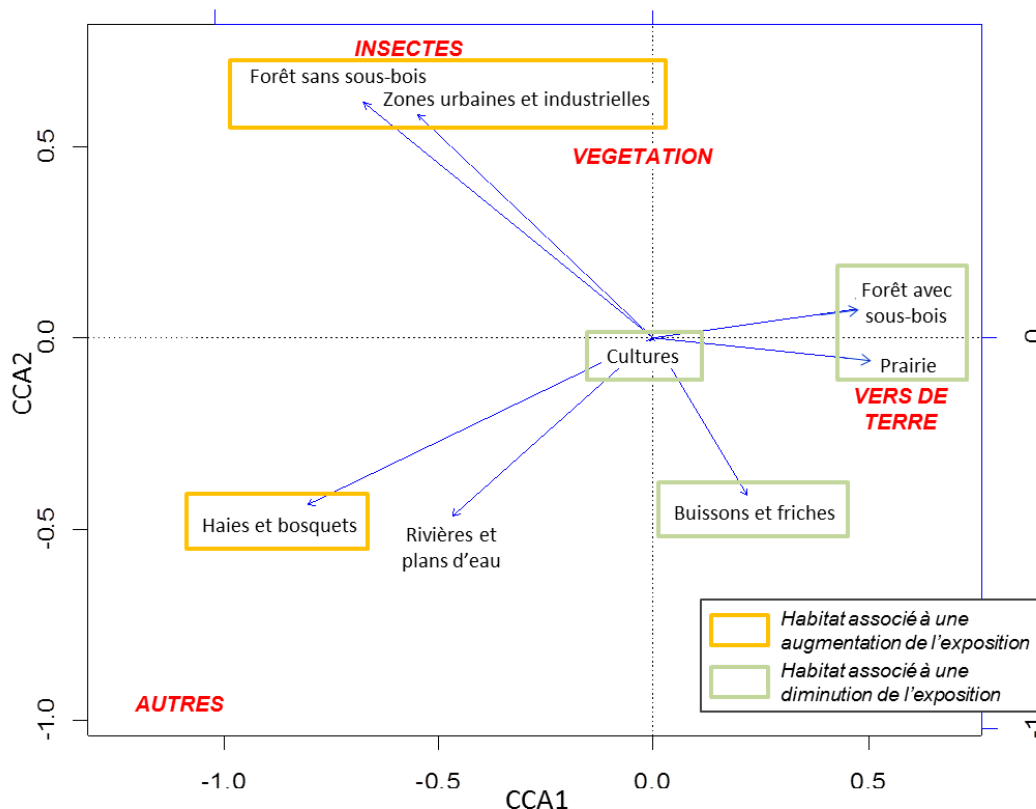 INSECTES
Forêt sans sous-bois
Zones urbaines et industrielles
VEGETATION
0.5
Forêt avec
sous-bois
0.0
0
Cultures
Prairie
CCA2
VERS DE
TERRE
-0.5
Haies et bosquets
Rivières et
plans d’eau
Buissons et friches
Habitat associé à une
augmentation de l’exposition
Habitat associé à une
diminution de l’exposition
AUTRES
-1.0
-1
-1.0
-0.5
0.0
0.5
CCA1